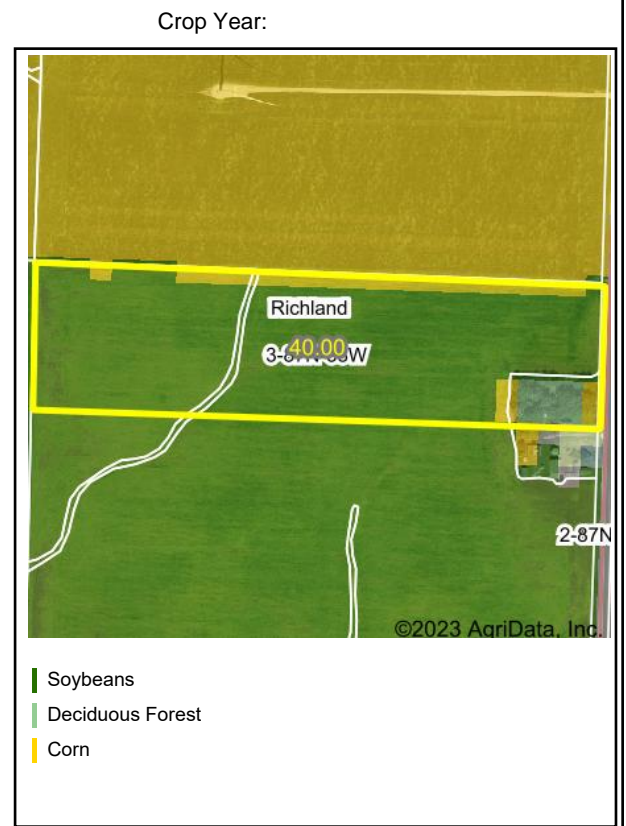 Crop Year:
Richland
40.00
2-87N
©2023 AgriData, Inc.
Soybeans
Deciduous Forest
Corn